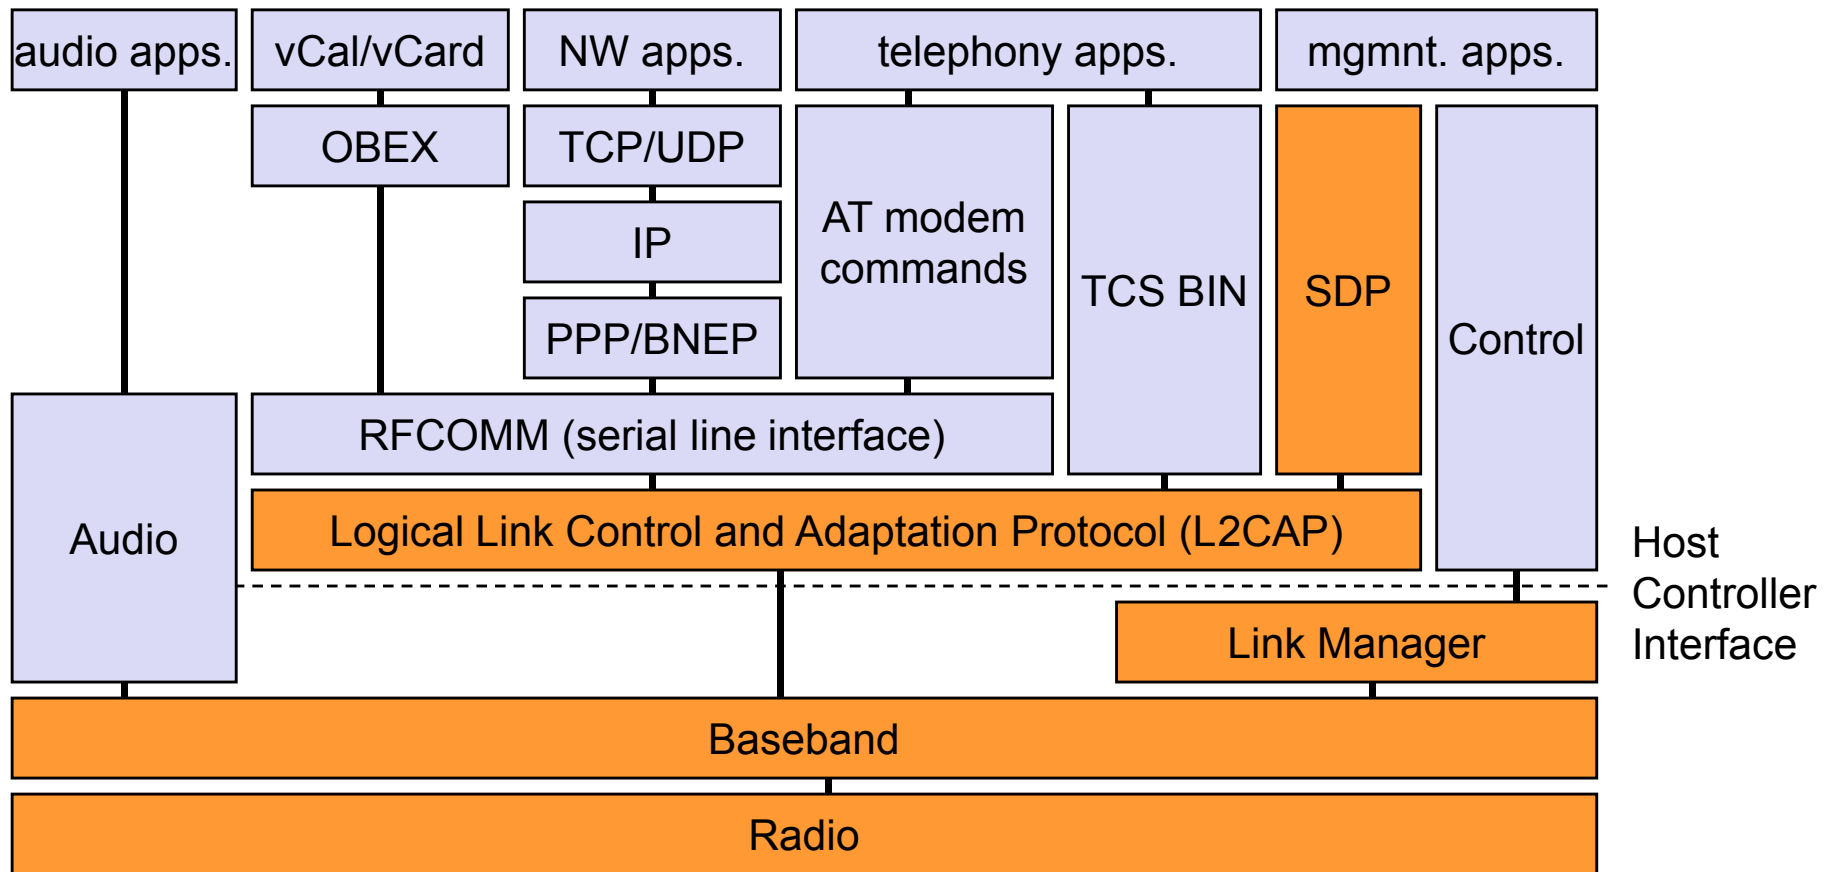 audio apps.
vCal/vCard
NW apps.
telephony apps.
mgmnt. apps.
OBEX
TCP/UDP
AT modem
commands
TCS BIN
SDP
Control
IP
PPP/BNEP
RFCOMM (serial line interface)
Audio
Logical Link Control and Adaptation Protocol (L2CAP)
Host
Controller
Interface
Link Manager
Baseband
Radio